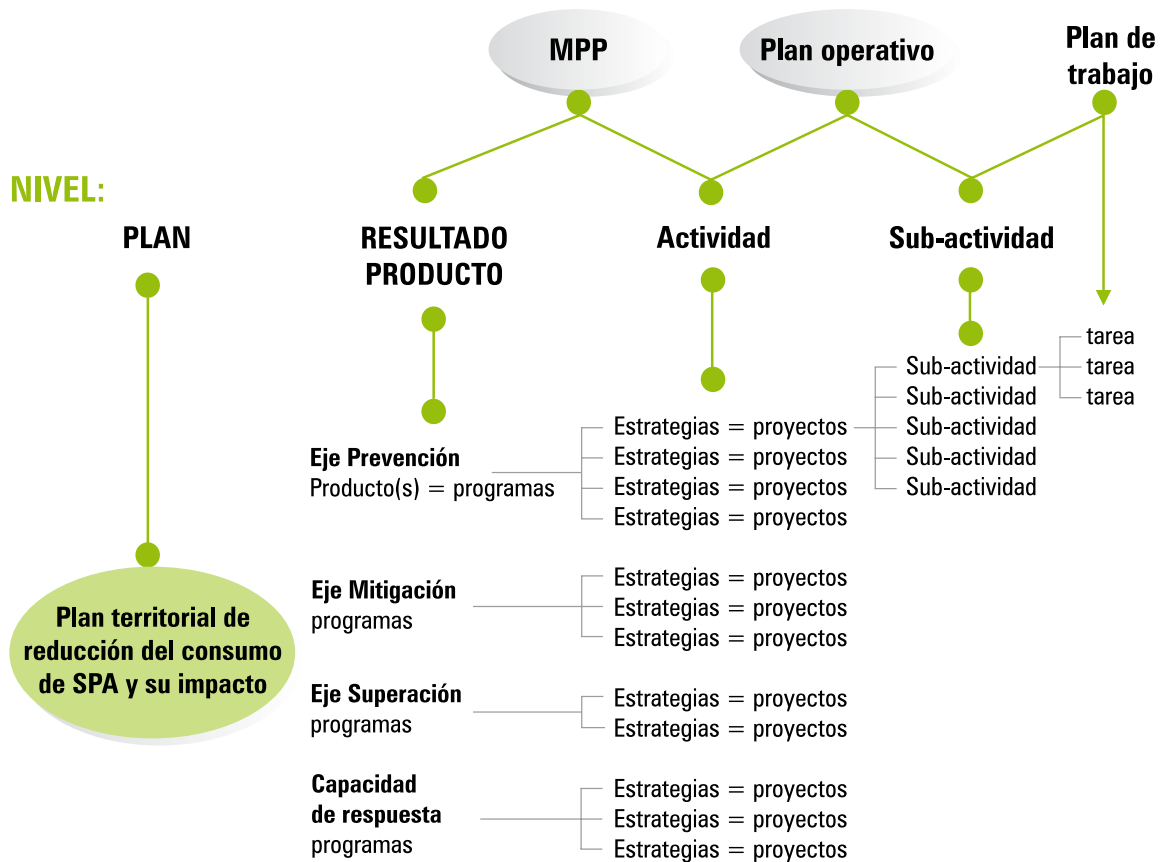 MPP
Plan operativo
Plan de
trabajo
NIVEL:
PLAN
RESULTADO
PRODUCTO
Actividad
Sub-actividad
Plan territorial de
reducción del consumo
de SPA y su impacto
Eje Prevención
Producto(s) = programas
Estrategias = proyectos
Estrategias = proyectos
Estrategias = proyectos
Estrategias = proyectos
Sub-actividad
Sub-actividad
Sub-actividad
Sub-actividad
Sub-actividad
tarea
tarea
tarea
Eje Mitigación
programas
Estrategias = proyectos
Estrategias = proyectos
Estrategias = proyectos
Eje Superación
programas
Estrategias = proyectos
Estrategias = proyectos
Capacidad
de respuesta
programas
Estrategias = proyectos
Estrategias = proyectos
Estrategias = proyectos